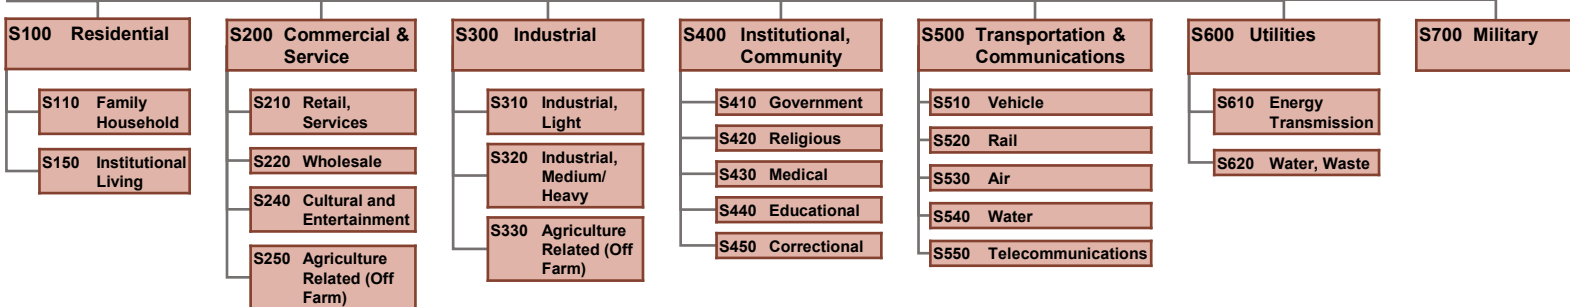 S100 Residential
S110 Family
Household
S150 Institutional
Living
S200 Commercial &
Service
S210 Retail,
Services
S220 Wholesale
S240 Cultural and
Entertainment
S250 Agriculture
Related (Off
Farm)
S300 Industrial
S310 Industrial,
Light
S320 Industrial,
Medium/
Heavy
S330 Agriculture
Related (Off
Farm)
S400 Institutional,
Community
S410 Government
S420 Religious
S430 Medical
S440 Educational
S450 Correctional
S500 Transportation &
Communications
S510 Vehicle
S520 Rail
S530 Air
S540 Water
S550 Telecommunications
S600 Utilities
S610 Energy
Transmission
S620 Water, Waste
S700 Military